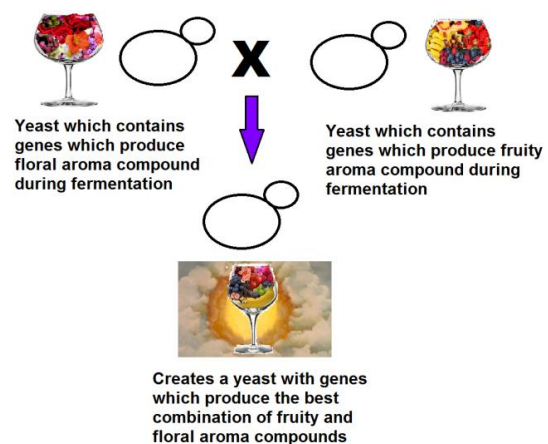 X
Yeast which contains
genes which produce
floral aroma compound
during fermentation
Yeast which contains
genes which produce fruity
aroma compound during
fermentation
Creates a yeast with genes
which produce the best
combination of fruity and
floral aroma compounds